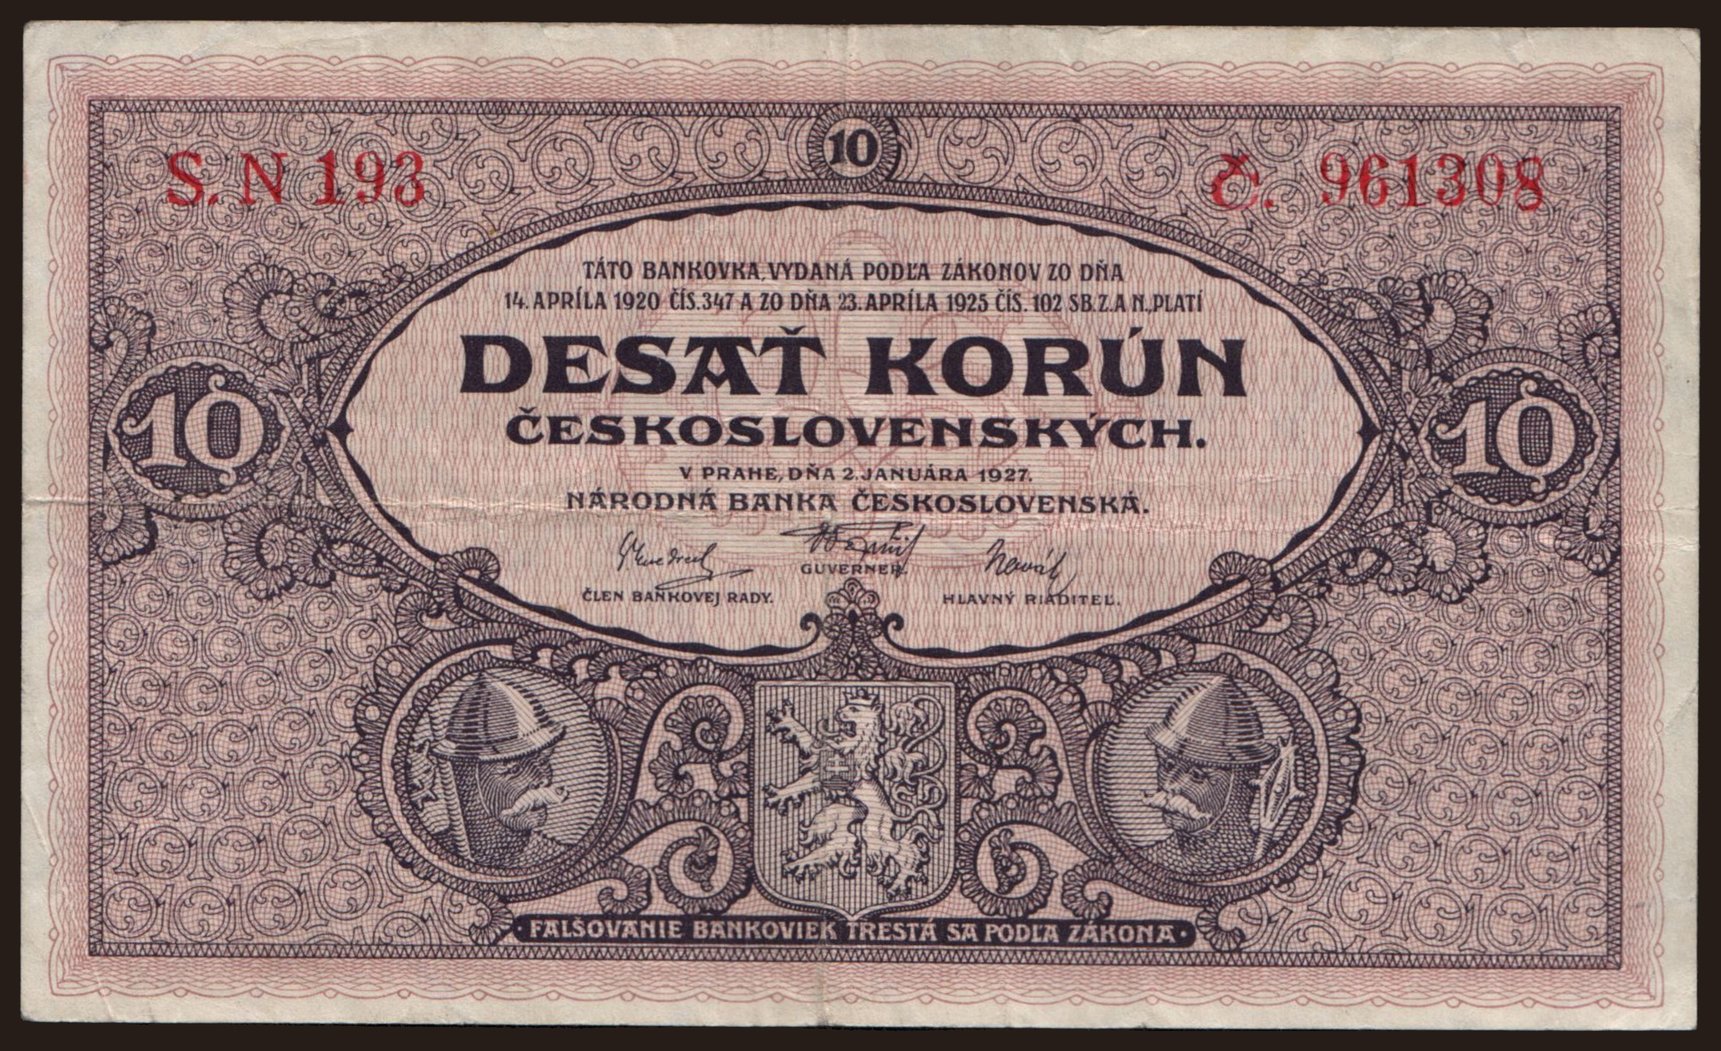 10
S. N 193
Č. 961308
TÁTO BANKOVKA, VYDANÁ PODĽA ZÁKONOV ZO DŇA
14. APRÍLA 1920 ČÍS. 347 A ZO DŇA 23. APRÍLA 1925 ČÍS. 102 SB. Z. A N., PLATÍ
DESAŤ KORÚN
ČESKOSLOVENSKÝCH.
10
10
V PRAHE, DŇA 2. JANUÁRA 1927.
NÁRODNÁ BANKA ČESKOSLOVENSKÁ.
GUVERNER.
ČLEN BAŇKOVEJ RADY.
HLAVNÝ RIADITEĽ.
· FALŠOVANIE BANKOVIEK TRESTÁ SA PODĽA ZÁKONA ·